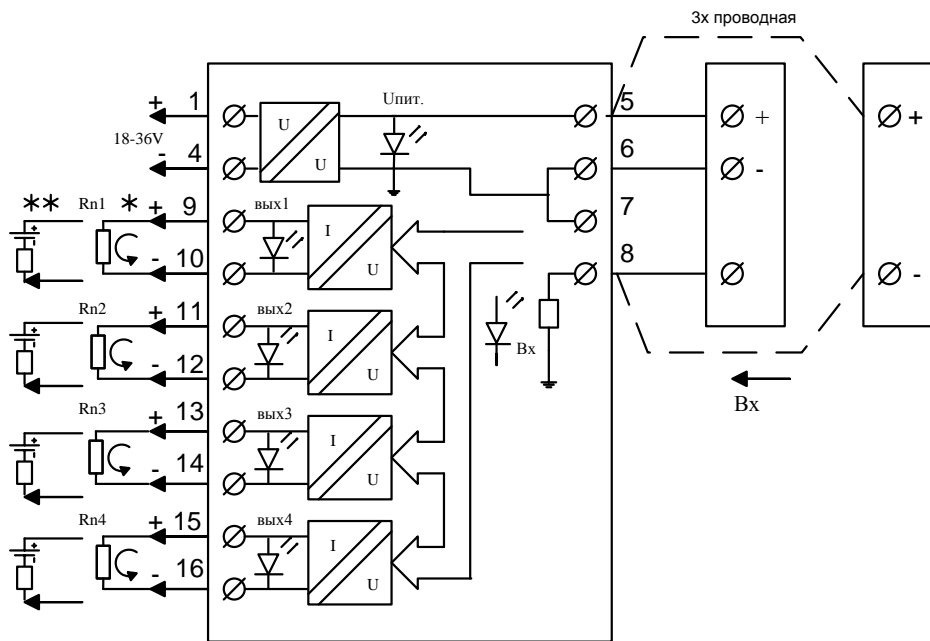 3х проводная
+ 1
Uпит.
5
+
+
18-36V
U
U
- 4
6
-
7
** Rn1 * + 9
вых1
I
U
- 10
8
-
Rn2 + 11
вых2
I
U
- 12
Вх
Вх
Rn3 + 13
вых3
I
U
- 14
Rn4 + 15
вых4
I
U
- 16